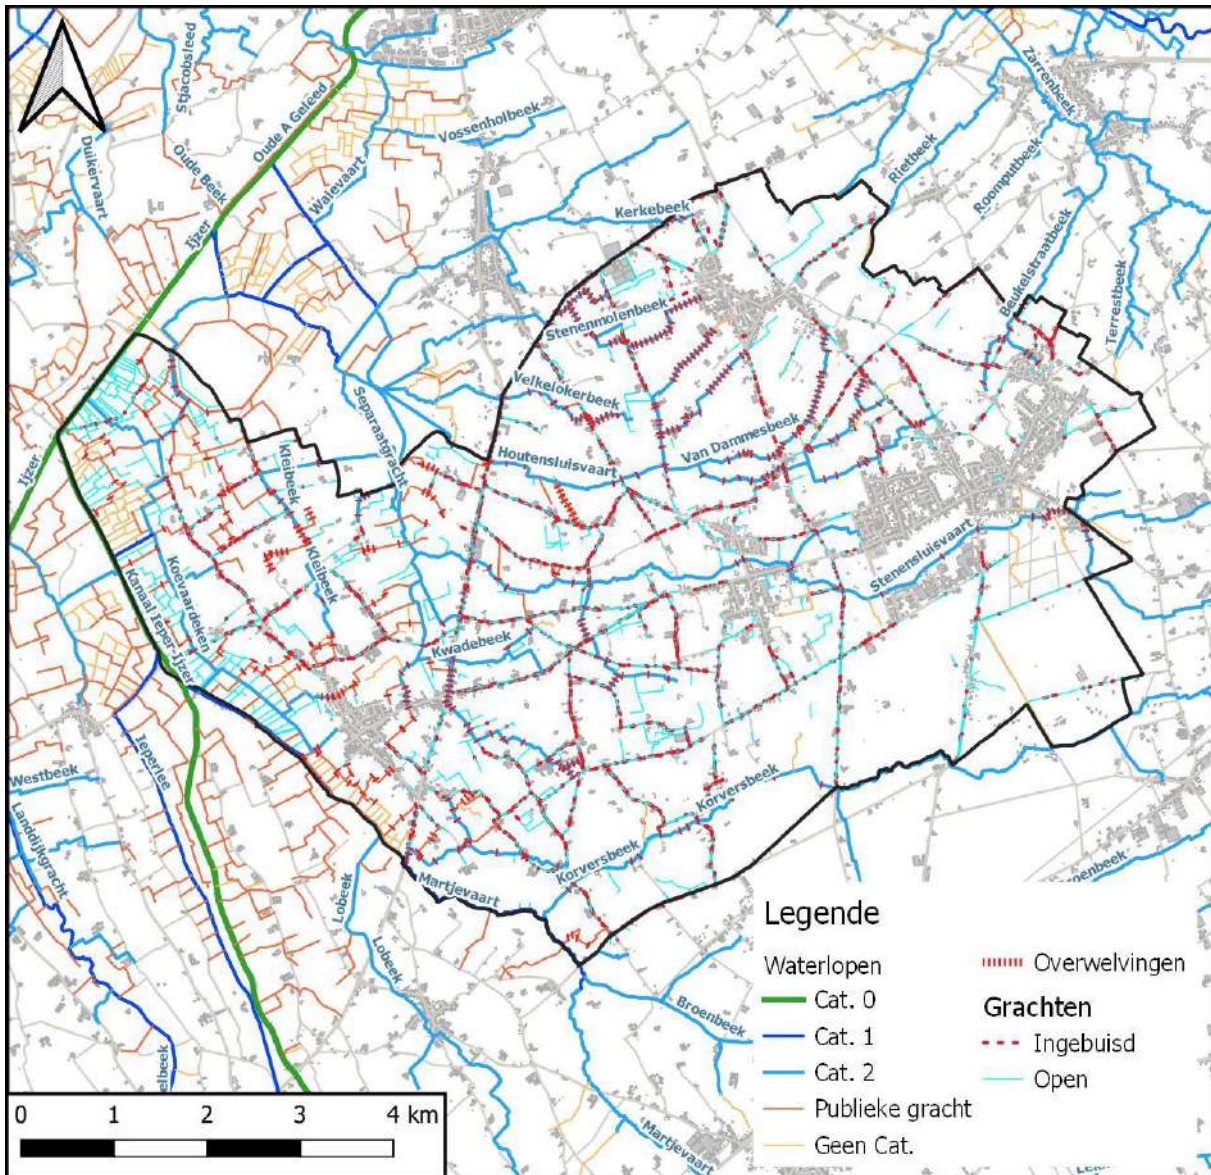 Stjacobsleed
Oude A Geleed
Zarrenbeek
Duikervaart
Oude Beek
Vossenholbeek
Rietbeek
Roomputbeek
Walevaart
Ijzer
Kerkebeek
Beukelstraatbeek
Terrestbeek
Stenenmolenbeek
Velkelokerbeek
Separaatgracht
Van Dammesbeek
Houtensluisvaart
Kleibeek
Ijzer
Stenensluisvaart
Kleibeek
Koevaardeken
Kanaal Ieper-Ijzer
Kwadebeek
Ieperlee
Westbeek
Landdijkgracht
Korversbeek
Korversbeek
Martjevaart
Lobeek
Lobeek
Broenbeek
roenbeek
elbeek
Martjevaart
Legende
Waterlopen
Cat. 0
Cat. 1
Cat. 2
Publieke gracht
Geen Cat.
Overwelvingen
Grachten
Ingebuisd
Open
0 1 2 3 4 km